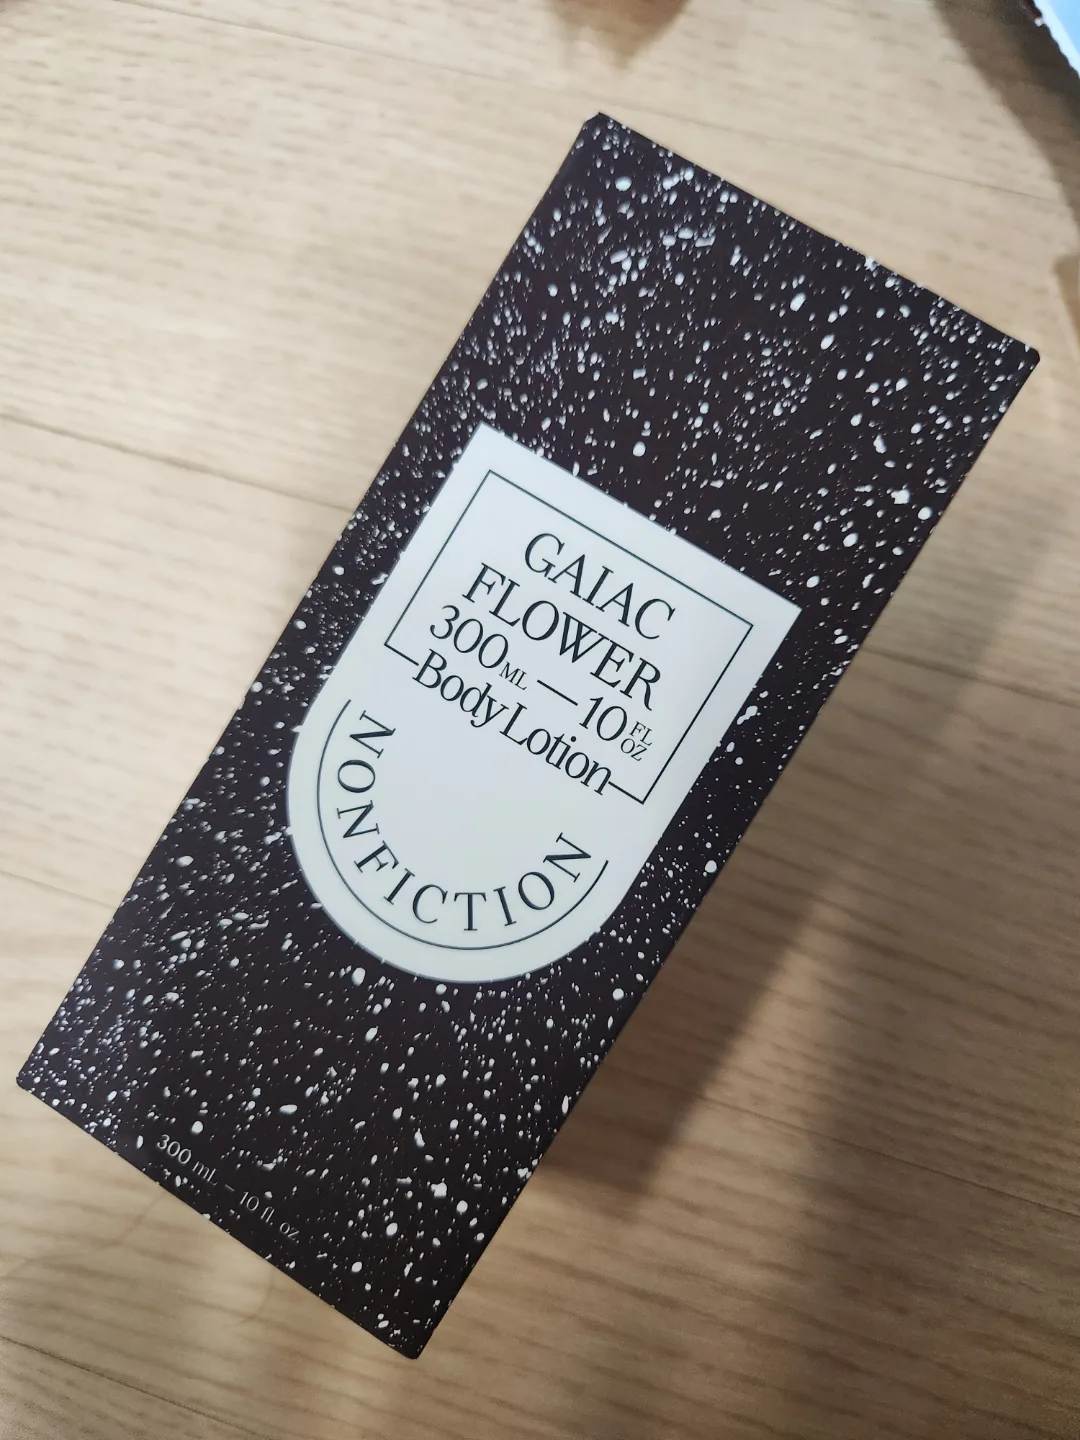 GAIAC
FLOWER
300ML — 10 FL OZ
Body Lotion
NONFICTION
300 mL – 10 fl. oz.